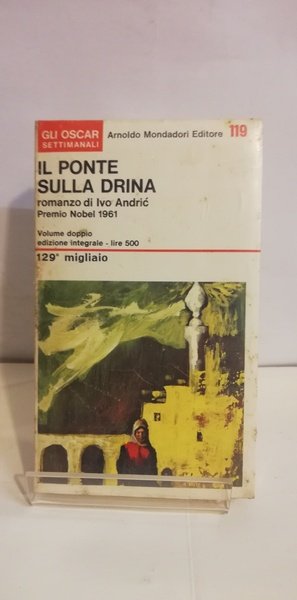 GLI OSCAR
SETTIMANALI
Arnoldo Mondadori Editore 119
IL PONTE
SULLA DRINA
romanzo di Ivo Andrić
Premio Nobel 1961
Volume doppio
edizione integrale - lire 500
129° migliaio